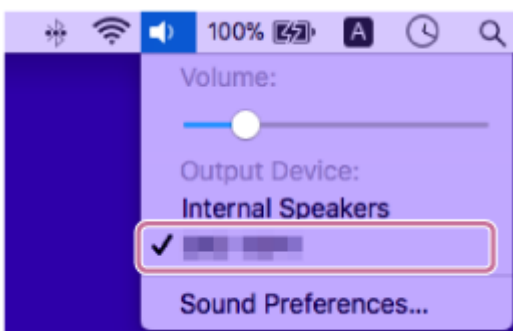 100% A
Volume:
Output Device:
Internal Speakers
Sound Preferences...